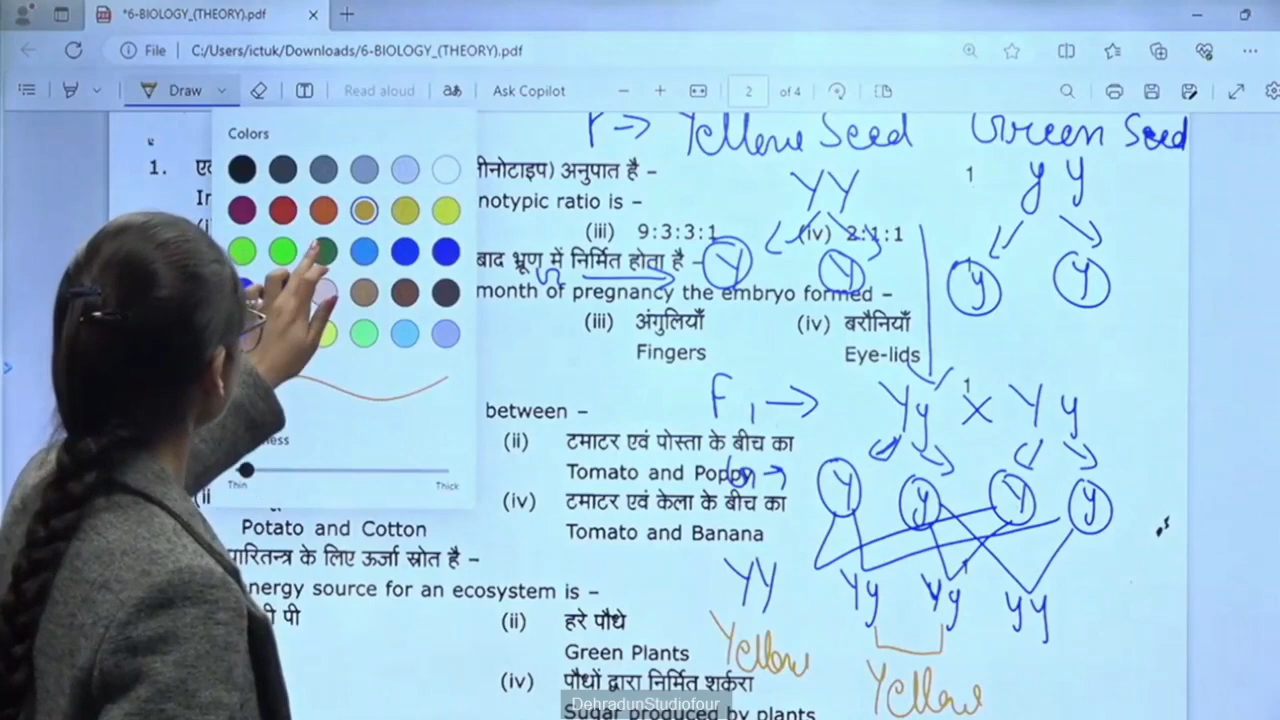 *6-BIOLOGY_(THEORY).pdf
File C:/Users/ictuk/Downloads/6-BIOLOGY_(THEORY).pdf
Draw Read aloud Ask Copilot 2 of 4
Colors
P → Yellow Seed Green Seed
1. नोटाइप) अनुपात है –
notypic ratio is –
YY 1 yy
(iii) 9:3:3:1 (iv) 2:1:1
बाद भ्रूण में निर्मित होता है –
Y Y y y
month of pregnancy the embryo formed –
(iii) अंगुलियाँ (iv) बरौनियाँ
Fingers Eye-lids
F1 → Yy × Yy 1
between –
(ii) टमाटर एवं पोस्ता के बीच का
Tomato and Poppy
Y y Y y
Thin Thick
(iv) टमाटर एवं केला के बीच का
Potato and Cotton Tomato and Banana
पारितन्त्र के लिए ऊर्जा स्रोत है –
nergy source for an ecosystem is –
YY Yy Yy yy
पी (ii) हरे पौधे
Green Plants
Yellow Yellow
(iv) पौधों द्वारा निर्मित शर्करा
Sugar produced by plants
DehradunStudiofour